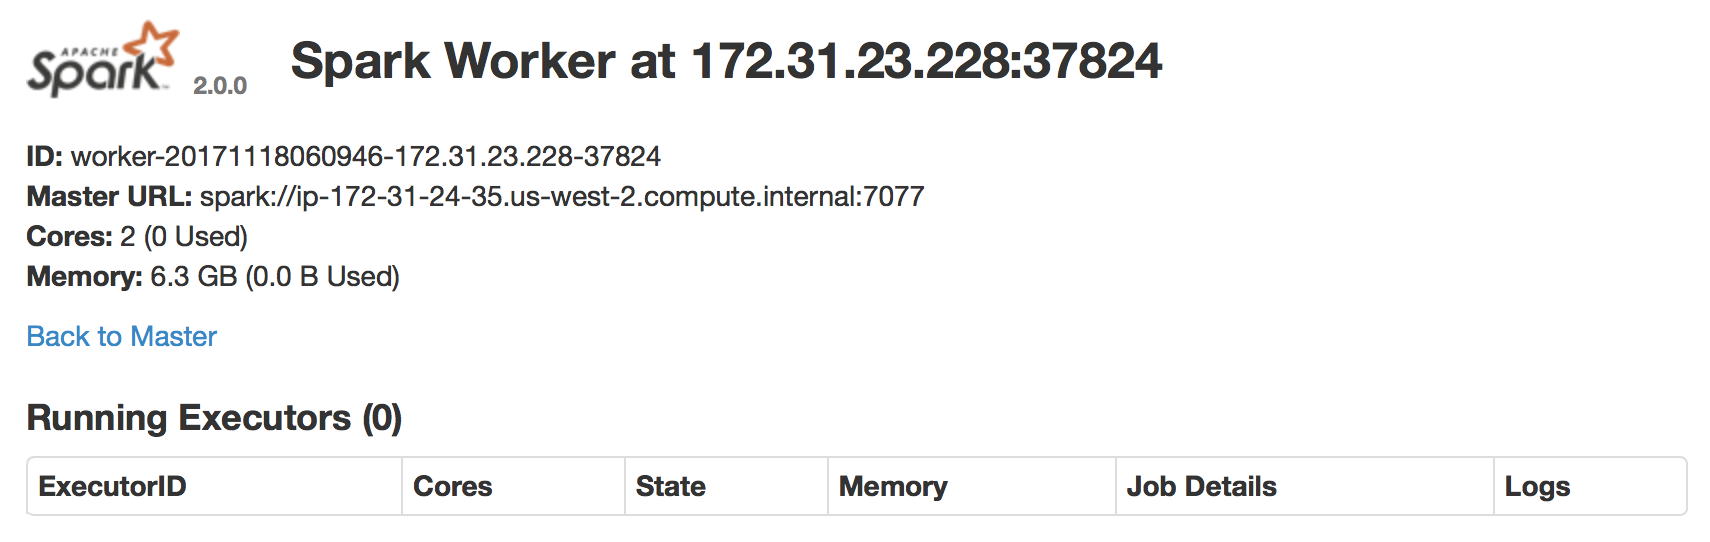 APACHE
Spark 2.0.0 Spark Worker at 172.31.23.228:37824
ID: worker-20171118060946-172.31.23.228-37824
Master URL: spark://ip-172-31-24-35.us-west-2.compute.internal:7077
Cores: 2 (0 Used)
Memory: 6.3 GB (0.0 B Used)
Back to Master
Running Executors (0)
ExecutorID Cores State Memory Job Details Logs